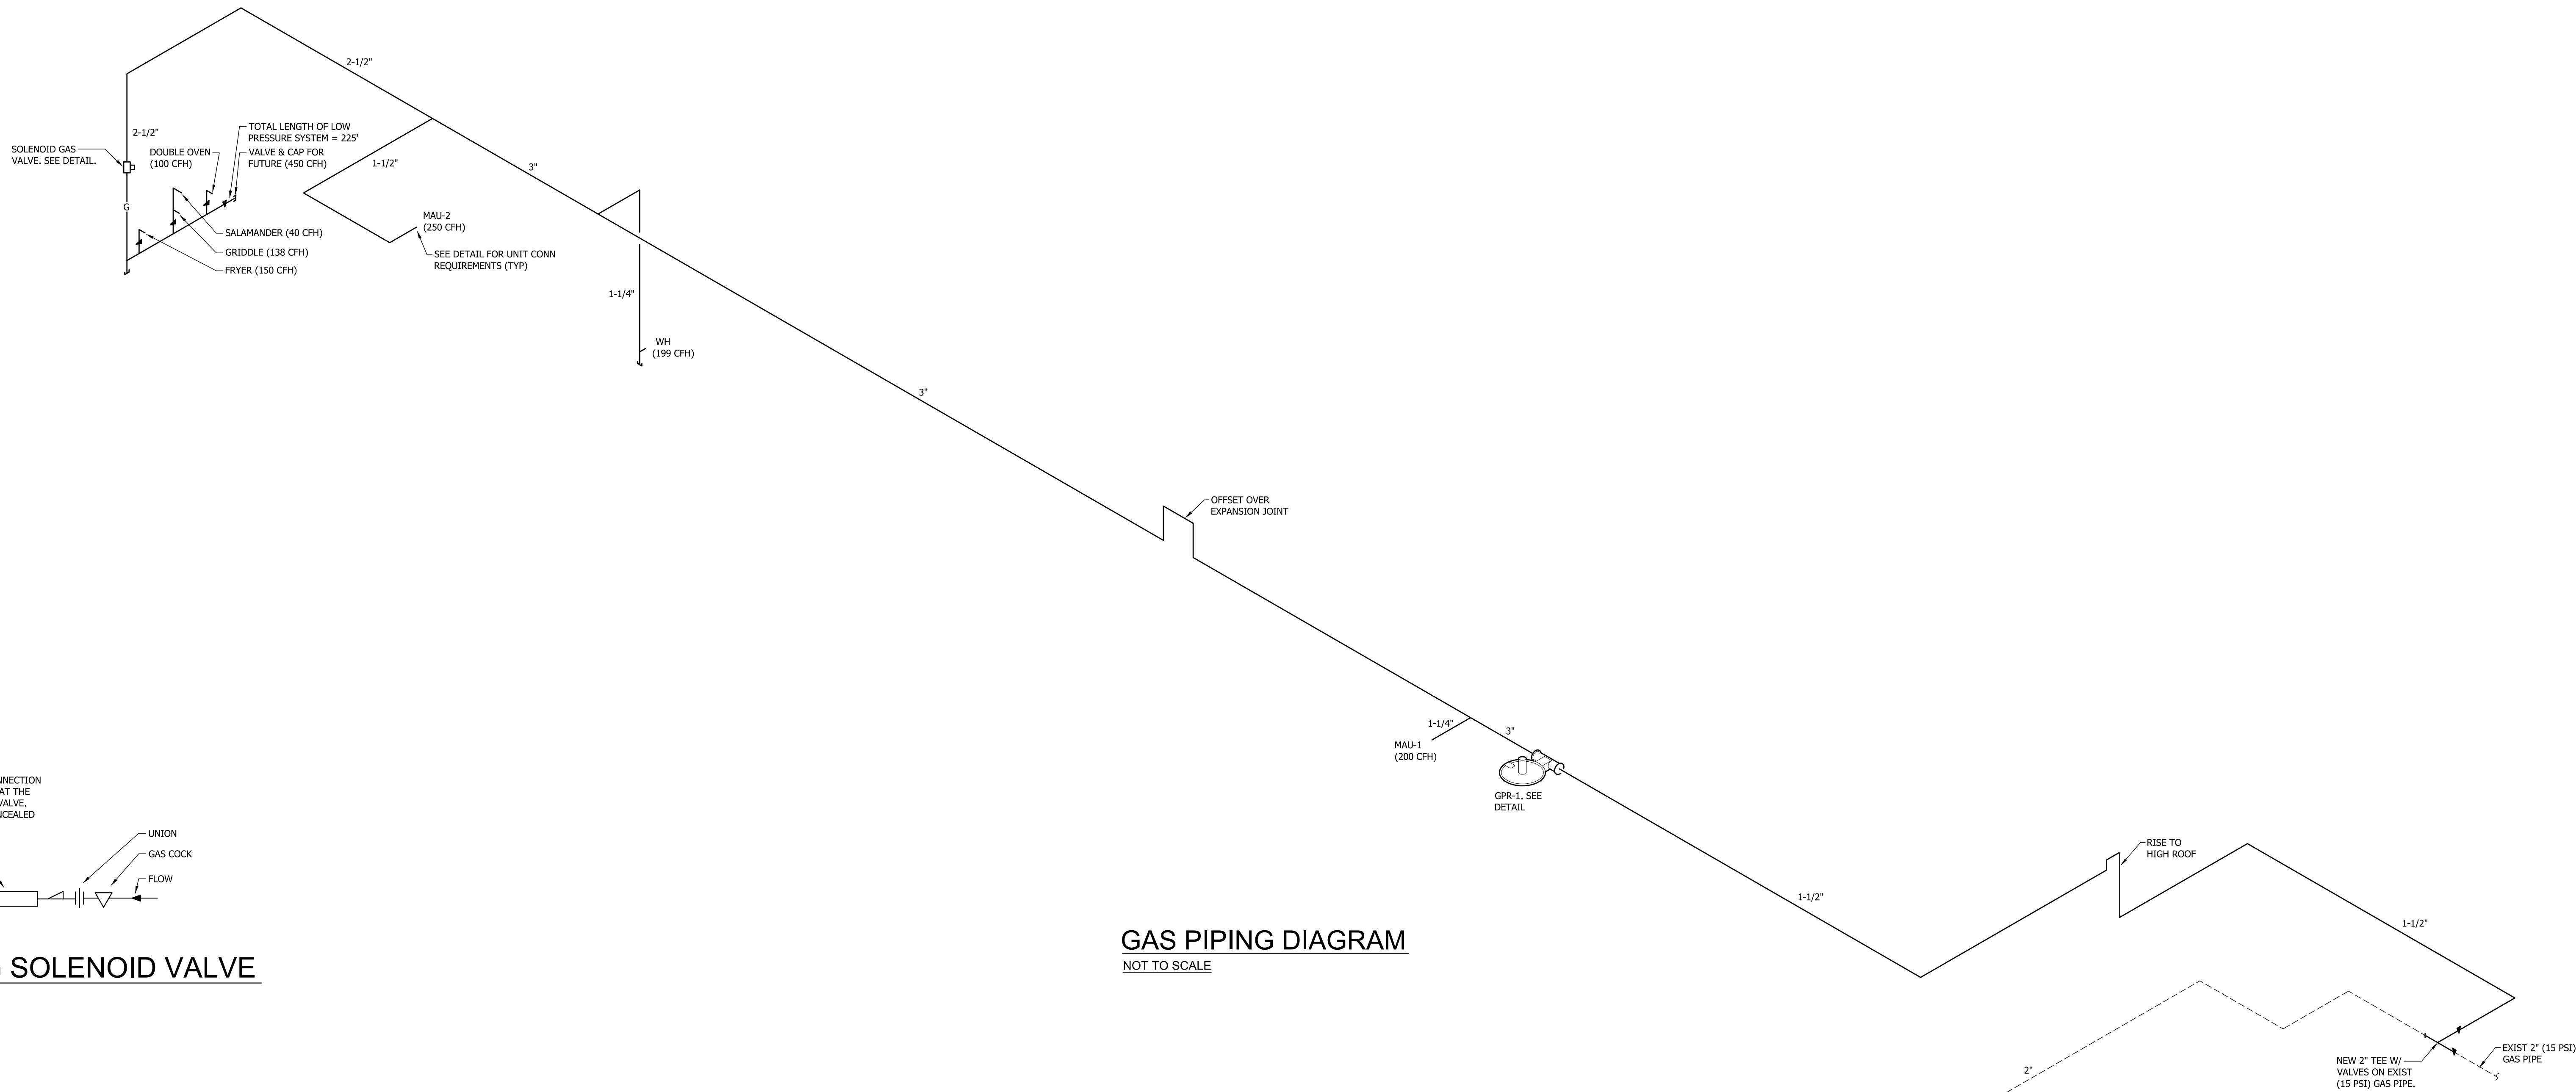 2-1/2"
2-1/2"
SOLENOID GAS
VALVE, SEE DETAIL.
G
DOUBLE OVEN
(100 CFH)
TOTAL LENGTH OF LOW
PRESSURE SYSTEM = 225'
VALVE & CAP FOR
FUTURE (450 CFH)
SALAMANDER (40 CFH)
GRIDDLE (138 CFH)
FRYER (150 CFH)
1-1/2"
3"
MAU-2
(250 CFH)
SEE DETAIL FOR UNIT CONN
REQUIREMENTS (TYP)
1-1/4"
WH
(199 CFH)
3"
OFFSET OVER
EXPANSION JOINT
1-1/4"
MAU-1
(200 CFH)
3"
GPR-1, SEE
DETAIL
1-1/2"
RISE TO
HIGH ROOF
1-1/2"
2"
NEW 2" TEE W/
VALVES ON EXIST
(15 PSI) GAS PIPE.
EXIST 2" (15 PSI)
GAS PIPE
GAS PIPING DIAGRAM
NOT TO SCALE
AT THE
VALVE.
UNION
GAS COCK
FLOW
SOLENOID VALVE